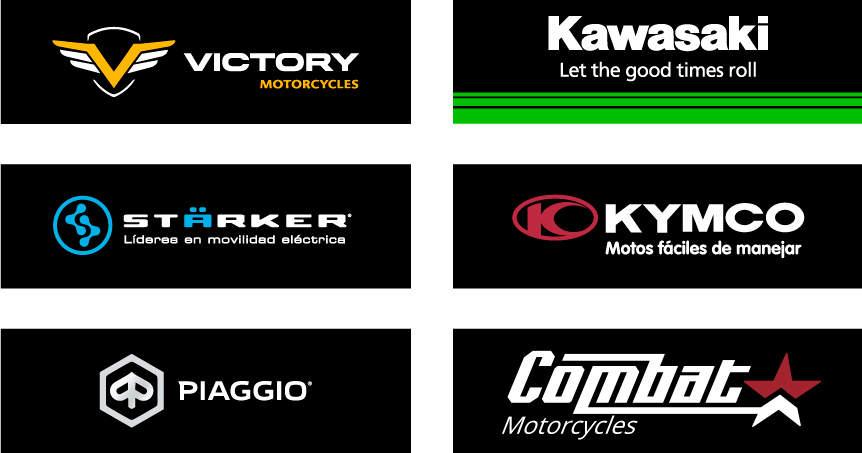 VICTORY
MOTORCYCLES
Kawasaki
Let the good times roll
STÄRKER®
Líderes en movilidad eléctrica
KYMCO
Motos fáciles de manejar
PIAGGIO®
Combat
Motorcycles